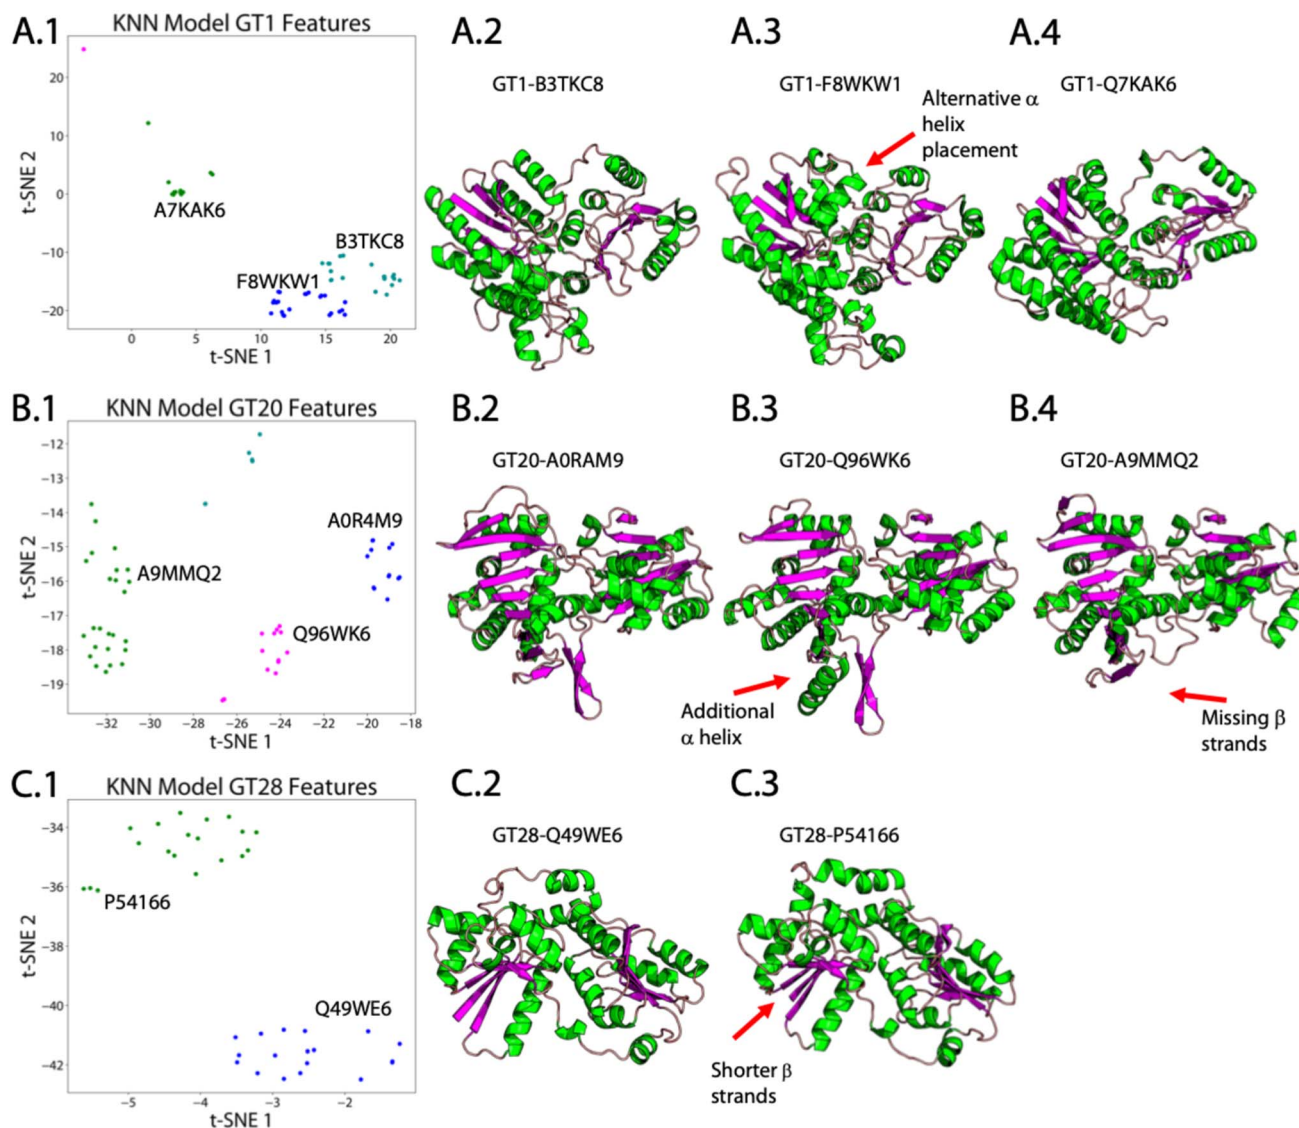 A.1
KNN Model GT1 Features
A.2
A.3
A.4
GT1-B3TKC8
GT1-F8WKW1
GT1-Q7KAK6
Alternative α
helix
placement
t-SNE 2
20
10
0
−10
−20
A7KAK6
B3TKC8
F8WKW1
0
5
10
15
20
t-SNE 1
B.1
KNN Model GT20 Features
B.2
B.3
B.4
GT20-A0RAM9
GT20-Q96WK6
GT20-A9MMQ2
t-SNE 2
−12
−13
−14
−15
−16
−17
−18
−19
A0R4M9
A9MMQ2
Q96WK6
−32
−30
−28
−26
−24
−22
−20
−18
t-SNE 1
Additional
α helix
Missing β
strands
C.1
KNN Model GT28 Features
C.2
C.3
GT28-Q49WE6
GT28-P54166
t-SNE 2
−34
−36
−38
−40
−42
P54166
Q49WE6
−5
−4
−3
−2
t-SNE 1
Shorter β
strands